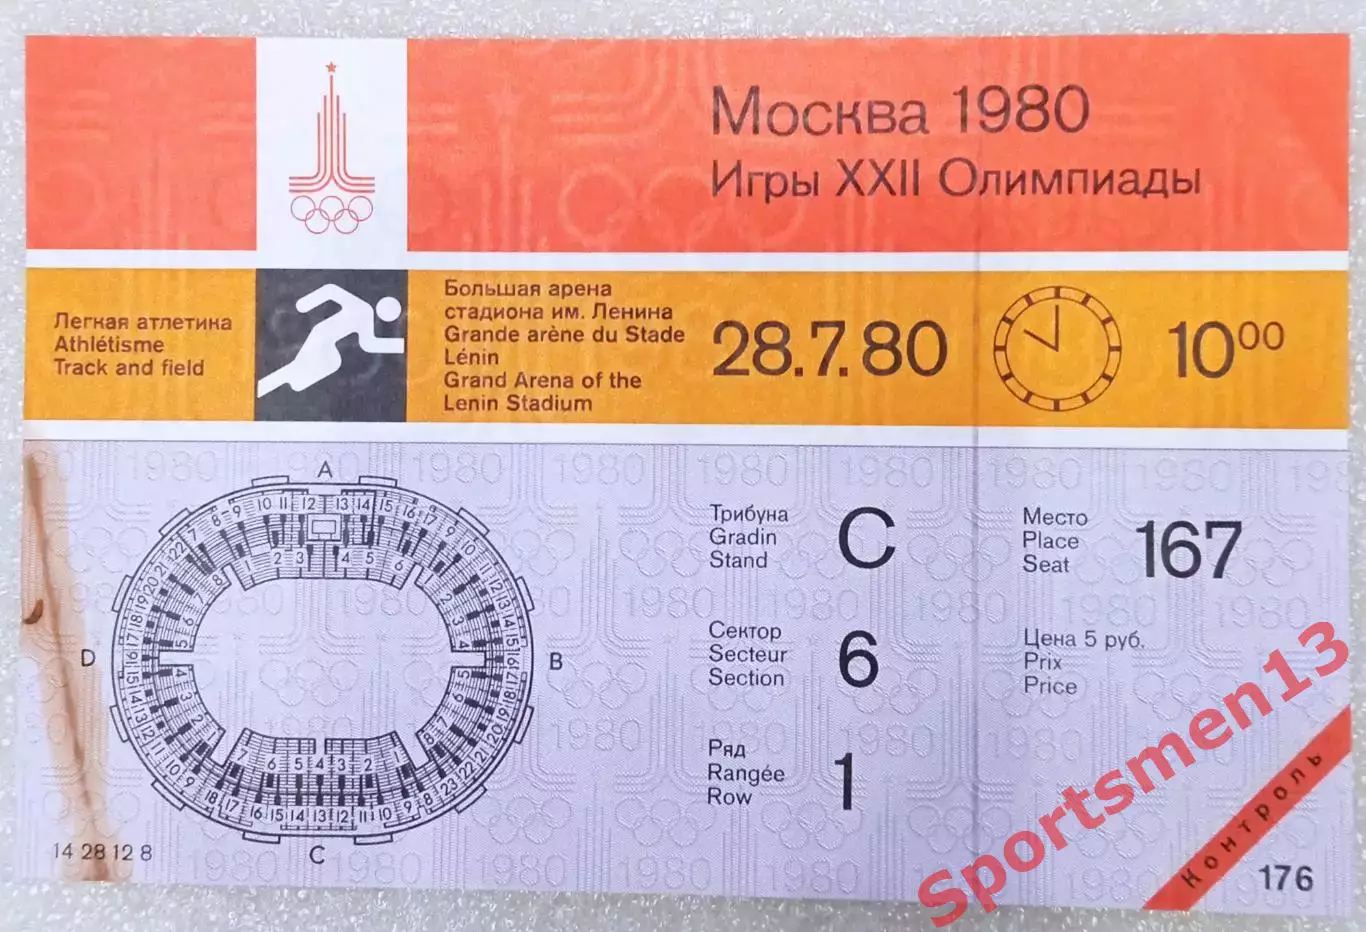 Москва 1980
Игры XXII Олимпиады
Легкая атлетика
Athlétisme
Track and field
Большая арена
стадиона им. Ленина
Grande arène du Stade
Lénin
Grand Arena of the
Lenin Stadium
28.7.80
10 00
A
B
C
D
Трибуна
Gradin
Stand
C
Место
Place
Seat
167
Сектор
Secteur
Section
6
Цена 5 руб.
Prix
Price
Ряд
Rangée
Row
1
14 28 12 8
Контроль
176
Sportsmen13